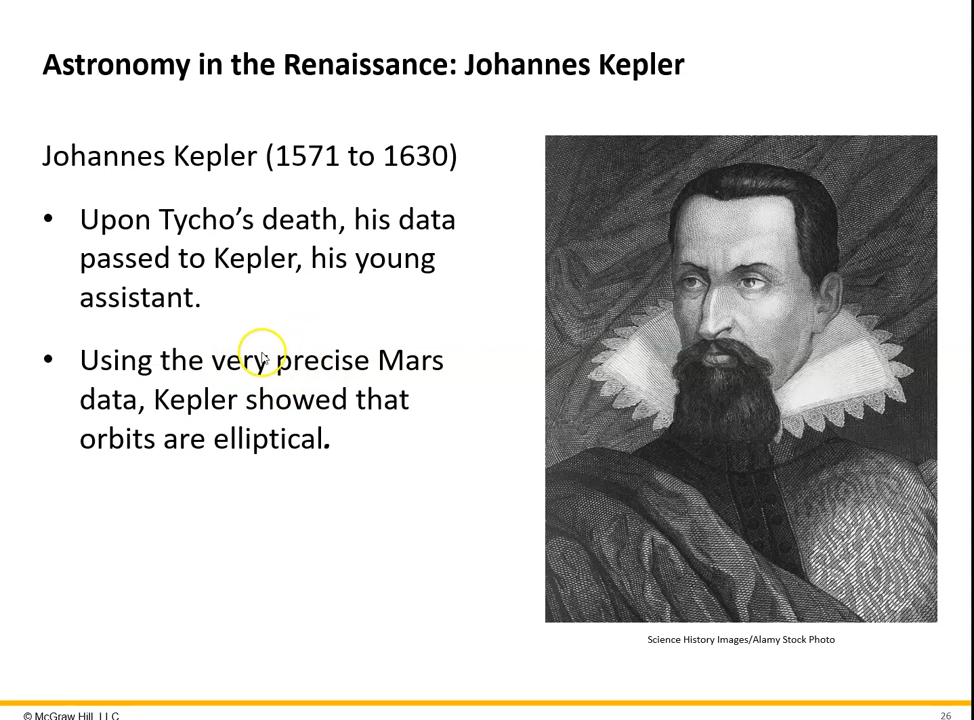 Astronomy in the Renaissance: Johannes Kepler
Johannes Kepler (1571 to 1630)
• Upon Tycho’s death, his data
passed to Kepler, his young
assistant.
• Using the very precise Mars
data, Kepler showed that
orbits are elliptical.
Science History Images/Alamy Stock Photo
© McGraw Hill, LLC
26